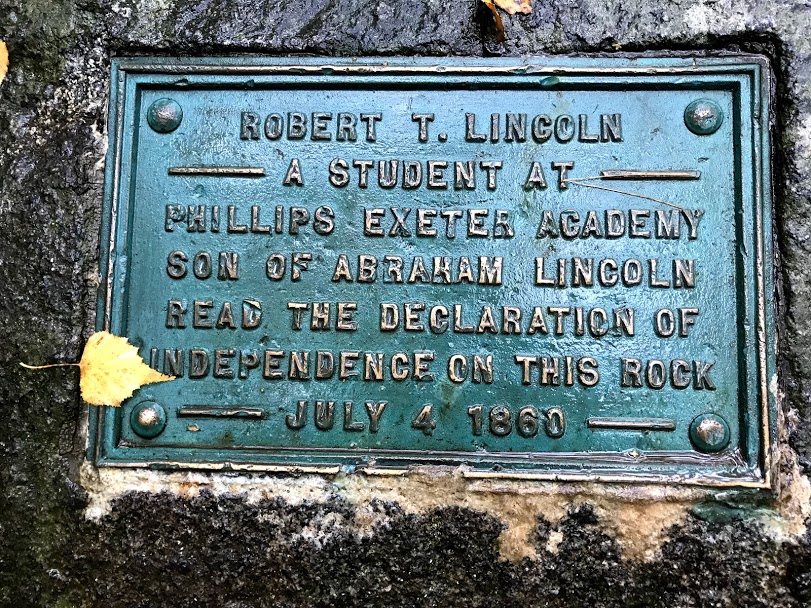 ROBERT T. LINCOLN
A STUDENT AT
PHILLIPS EXETER ACADEMY
SON OF ABRAHAM LINCOLN
READ THE DECLARATION OF
INDEPENDENCE ON THIS ROCK
JULY 4 1860